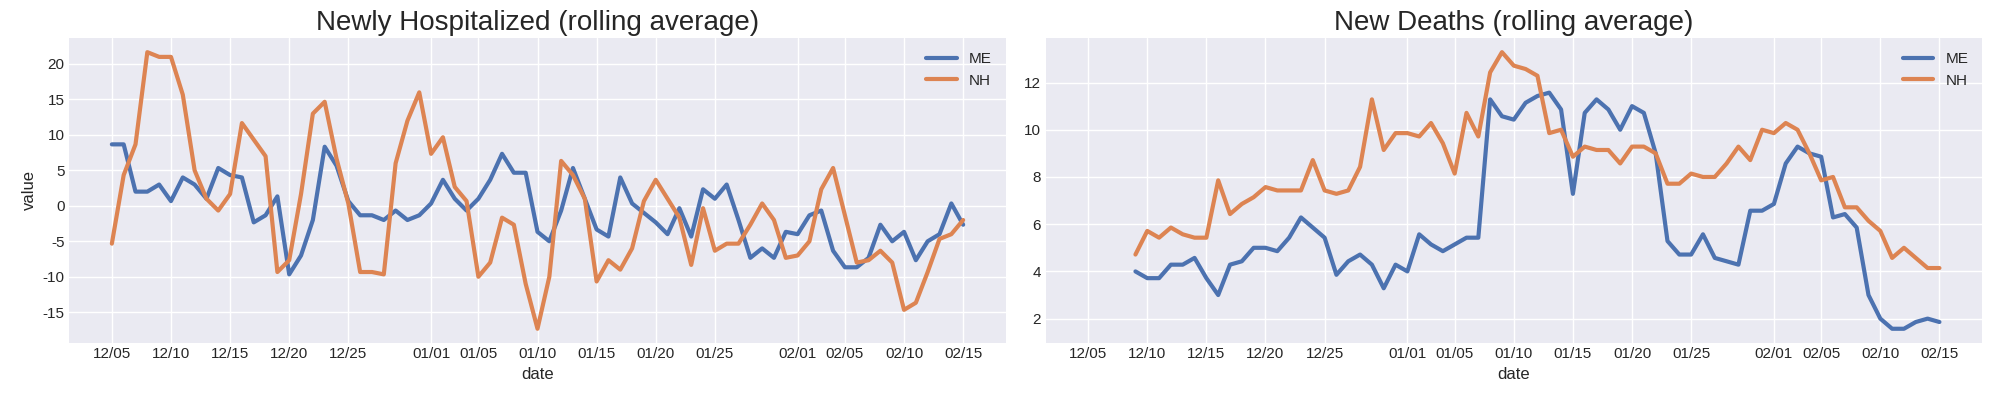 Newly Hospitalized (rolling average)
ME
NH
20
15
10
5
0
-5
-10
-15
value
12/05 12/10 12/15 12/20 12/25 01/01 01/05 01/10 01/15 01/20 01/25 02/01 02/05 02/10 02/15
date
New Deaths (rolling average)
ME
NH
12
10
8
6
4
2
12/05 12/10 12/15 12/20 12/25 01/01 01/05 01/10 01/15 01/20 01/25 02/01 02/05 02/10 02/15
date